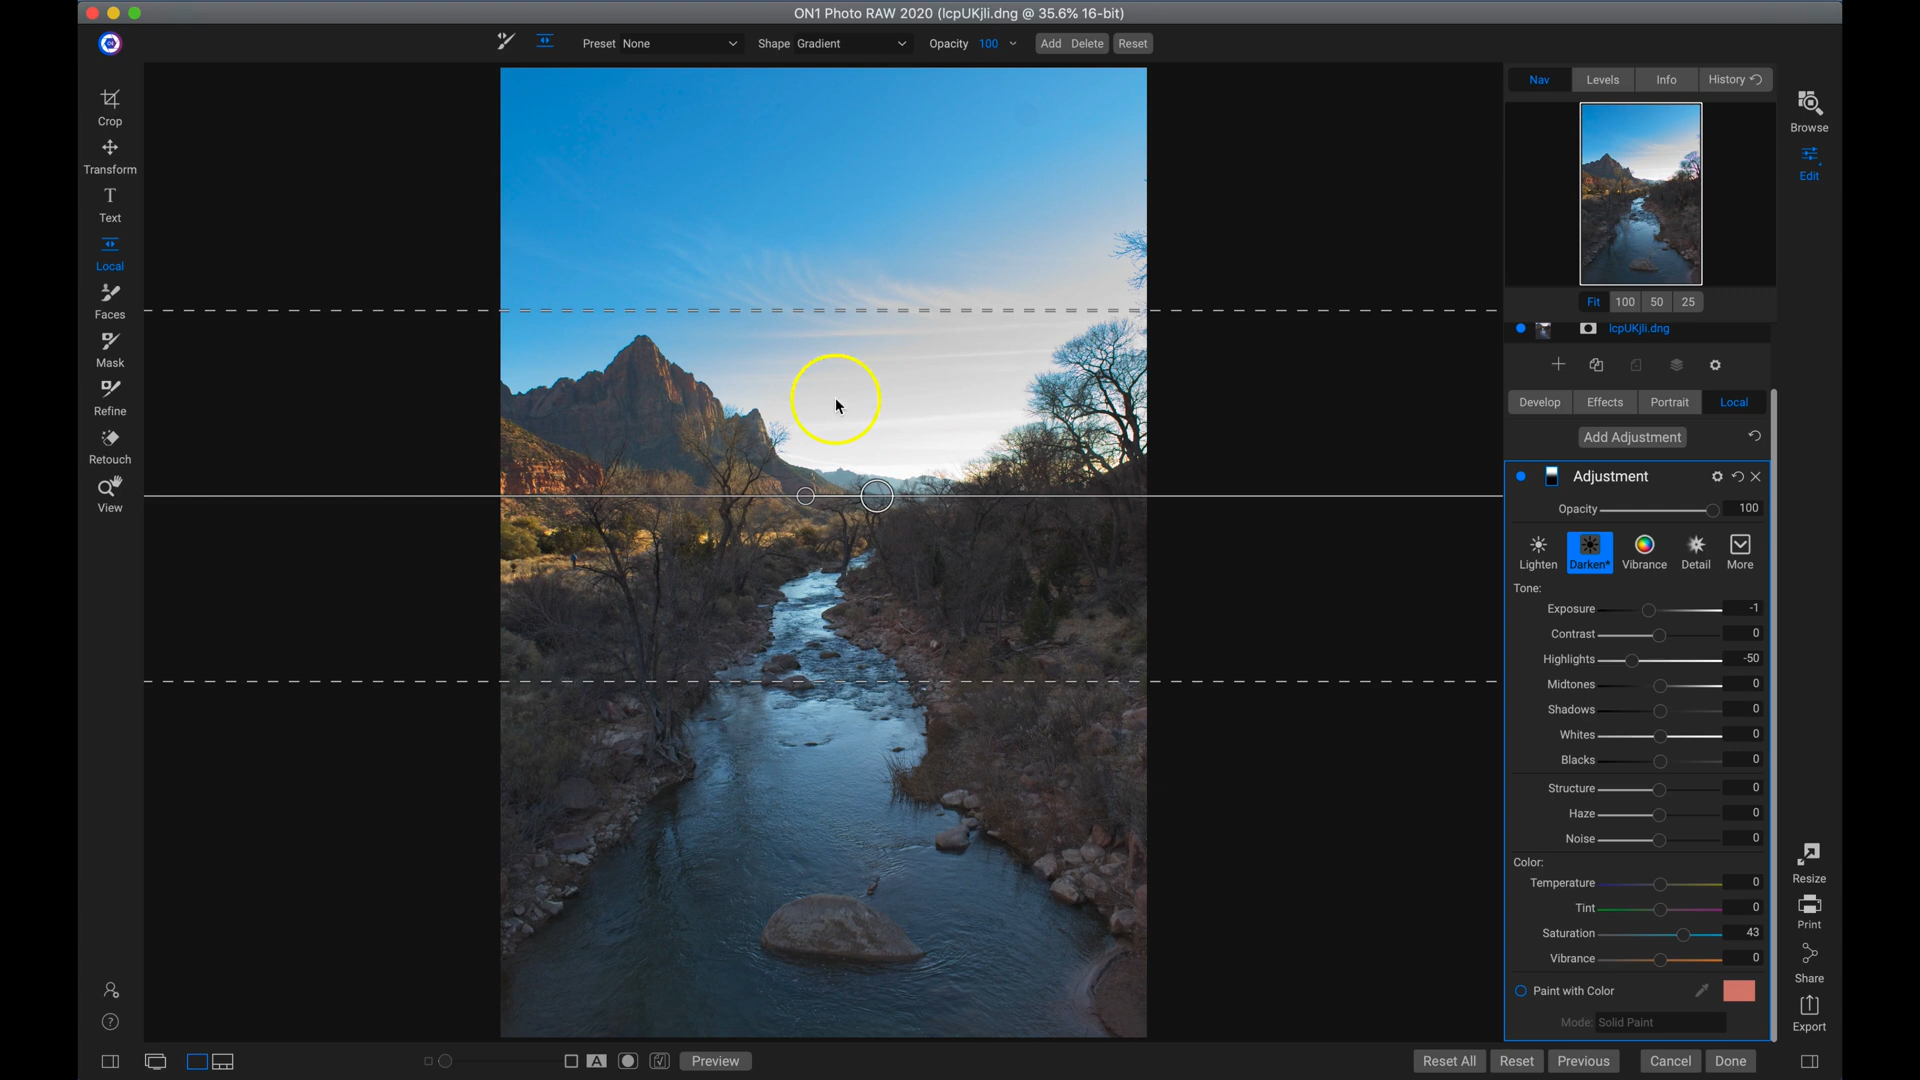 ON1 Photo RAW 2020 (lcpUKjli.dng @ 35.6% 16-bit)
Preset None Shape Gradient Opacity 100 Add Delete Reset
Crop
Transform
Text
Local
Faces
Mask
Refine
Retouch
View
Nav Levels Info History
Browse
Edit
Fit 100 50 25
lcpUKjli.dng
Develop Effects Portrait Local
Add Adjustment
Adjustment
Opacity 100
Lighten Darken* Vibrance Detail More
Tone:
Exposure -1
Contrast 0
Highlights -50
Midtones 0
Shadows 0
Whites 0
Blacks 0
Structure 0
Haze 0
Noise 0
Color:
Temperature 0
Tint 0
Saturation 43
Vibrance 0
Paint with Color
Mode: Solid Paint
Resize
Print
Share
Export
A Preview
Reset All Reset Previous Cancel Done